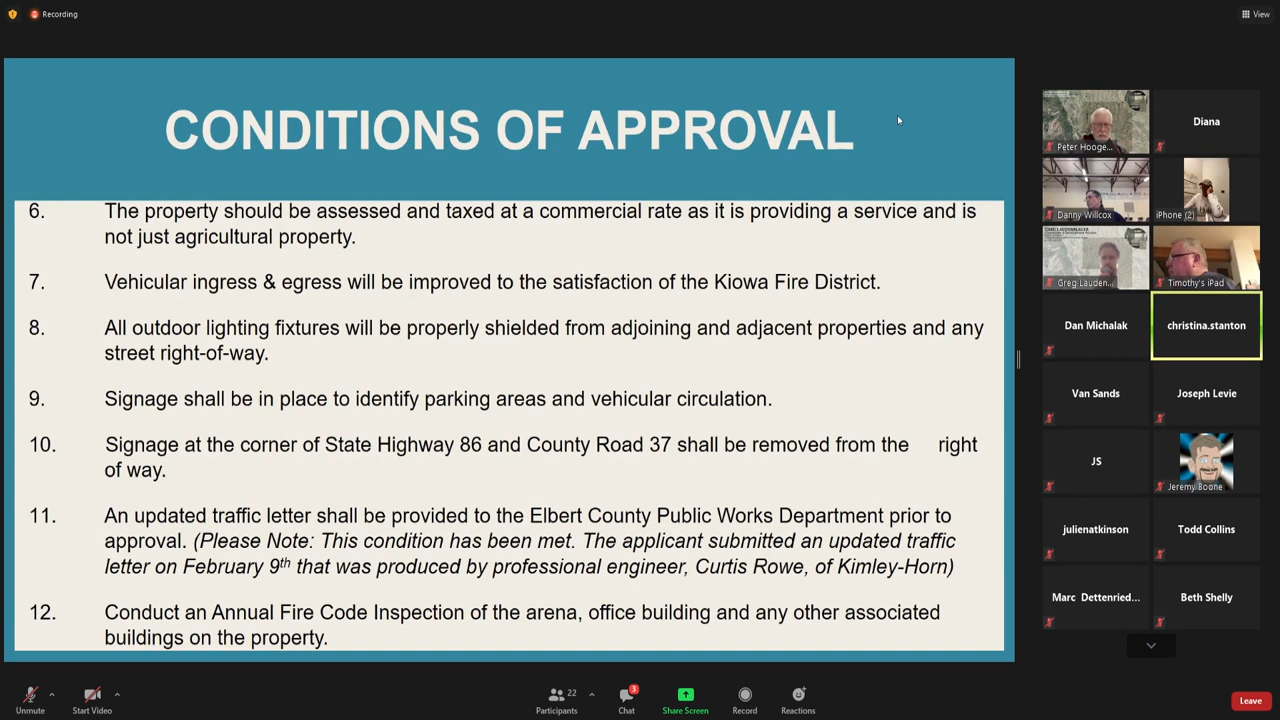 Recording
View
CONDITIONS OF APPROVAL
6. The property should be assessed and taxed at a commercial rate as it is providing a service and is
not just agricultural property.
7. Vehicular ingress & egress will be improved to the satisfaction of the Kiowa Fire District.
8. All outdoor lighting fixtures will be properly shielded from adjoining and adjacent properties and any
street right-of-way.
9. Signage shall be in place to identify parking areas and vehicular circulation.
10. Signage at the corner of State Highway 86 and County Road 37 shall be removed from the right
of way.
11. An updated traffic letter shall be provided to the Elbert County Public Works Department prior to
approval. (Please Note: This condition has been met. The applicant submitted an updated traffic
letter on February 9th that was produced by professional engineer, Curtis Rowe, of Kimley-Horn)
12. Conduct an Annual Fire Code Inspection of the arena, office building and any other associated
buildings on the property.
Peter Hooge...
Diana
Danny Willcox
iPhone (2)
Greg Lauden...
Timothy's iPad
Dan Michalak
christina.stanton
Van Sands
Joseph Levie
JS
Jeremy Boone
julienatkinson
Todd Collins
Marc Dettenried...
Beth Shelly
Unmute
Start Video
Participants 22
Chat 3
Share Screen
Record
Reactions
Leave